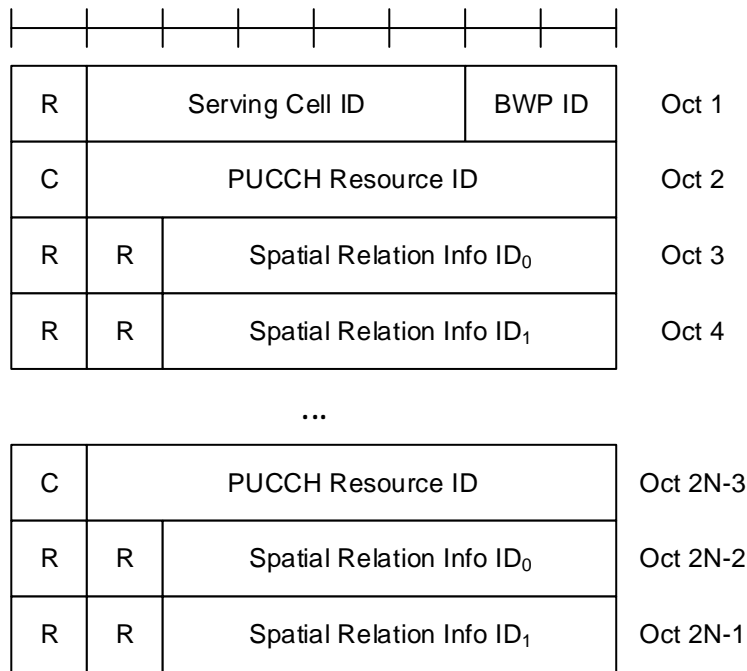 R Serving Cell ID BWP ID Oct 1
C PUCCH Resource ID Oct 2
R R Spatial Relation Info ID₀ Oct 3
R R Spatial Relation Info ID₁ Oct 4
...
C PUCCH Resource ID Oct 2N-3
R R Spatial Relation Info ID₀ Oct 2N-2
R R Spatial Relation Info ID₁ Oct 2N-1